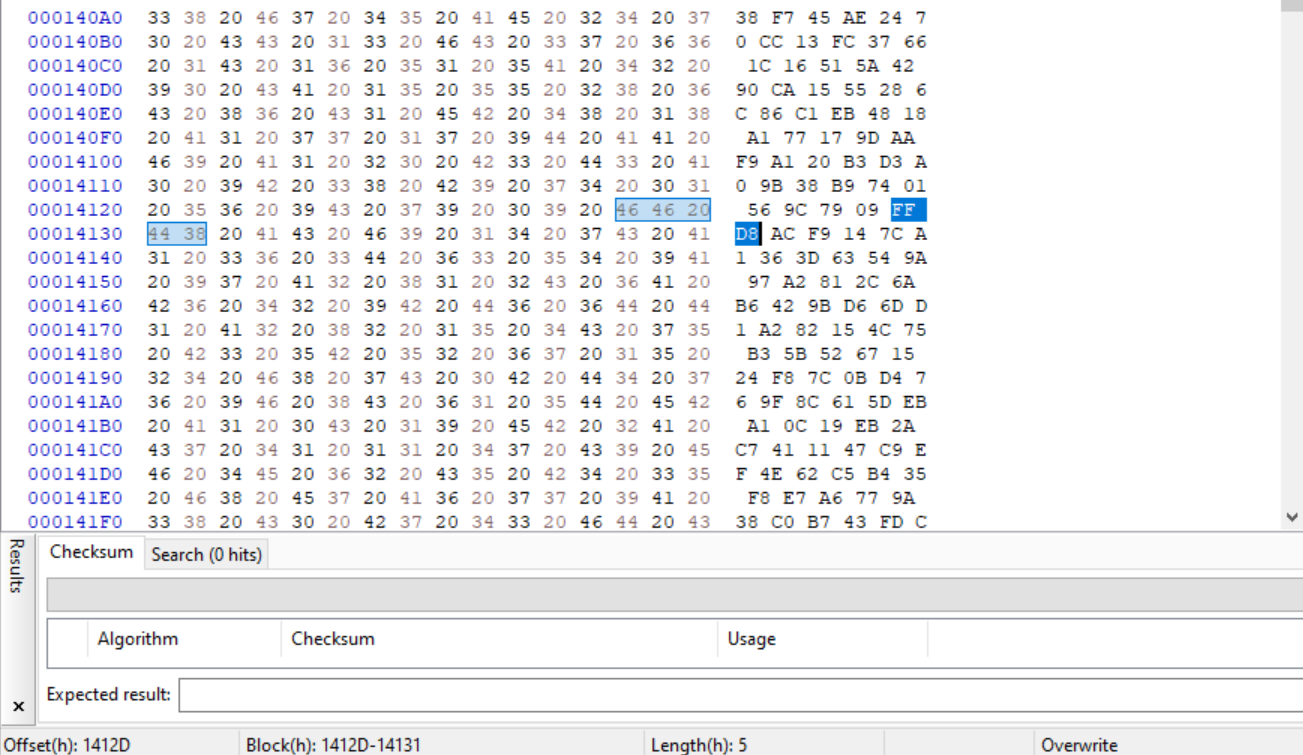 000140A0 33 38 20 46 37 20 34 35 20 41 45 20 32 34 20 37 38 F7 45 AE 24 7
000140B0 30 20 43 43 20 31 33 20 46 43 20 33 37 20 36 36 0 CC 13 FC 37 66
000140C0 20 31 43 20 31 36 20 35 31 20 35 41 20 34 32 20 1C 16 51 5A 42
000140D0 39 30 20 43 41 20 31 35 20 35 35 20 32 38 20 36 90 CA 15 55 28 6
000140E0 43 20 38 36 20 43 31 20 45 42 20 34 38 20 31 38 C 86 C1 EB 48 18
000140F0 20 41 31 20 37 37 20 31 37 20 39 44 20 41 41 20 A1 77 17 9D AA
00014100 46 39 20 41 31 20 32 30 20 42 33 20 44 33 20 41 F9 A1 20 B3 D3 A
00014110 30 20 39 42 20 33 38 20 42 39 20 37 34 20 30 31 0 9B 38 B9 74 01
00014120 20 35 36 20 39 43 20 37 39 20 30 39 20 46 46 20 56 9C 79 09 FF
00014130 44 38 20 41 43 20 46 39 20 31 34 20 37 43 20 41 D8 AC F9 14 7C A
00014140 31 20 33 36 20 33 44 20 36 33 20 35 34 20 39 41 1 36 3D 63 54 9A
00014150 20 39 37 20 41 32 20 38 31 20 32 43 20 36 41 20 97 A2 81 2C 6A
00014160 42 36 20 34 32 20 39 42 20 44 36 20 36 44 20 44 B6 42 9B D6 6D D
00014170 31 20 41 32 20 38 32 20 31 35 20 34 43 20 37 35 1 A2 82 15 4C 75
00014180 20 42 33 20 35 42 20 35 32 20 36 37 20 31 35 20 B3 5B 52 67 15
00014190 32 34 20 46 38 20 37 43 20 30 42 20 44 34 20 37 24 F8 7C 0B D4 7
000141A0 36 20 39 46 20 38 43 20 36 31 20 35 44 20 45 42 6 9F 8C 61 5D EB
000141B0 20 41 31 20 30 43 20 31 39 20 45 42 20 32 41 20 A1 0C 19 EB 2A
000141C0 43 37 20 34 31 20 31 31 20 34 37 20 43 39 20 45 C7 41 11 47 C9 E
000141D0 46 20 34 45 20 36 32 20 43 35 20 42 34 20 33 35 F 4E 62 C5 B4 35
000141E0 20 46 38 20 45 37 20 41 36 20 37 37 20 39 41 20 F8 E7 A6 77 9A
000141F0 33 38 20 43 30 20 42 37 20 34 33 20 46 44 20 43 38 C0 B7 43 FD C
Results
Checksum Search (0 hits)
Algorithm Checksum Usage
Expected result:
x
Offset(h): 1412D Block(h): 1412D-14131 Length(h): 5 Overwrite